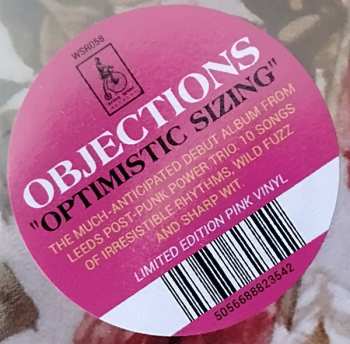 WSR058
OBJECTIONS
"OPTIMISTIC SIZING"
THE MUCH-ANTICIPATED DEBUT ALBUM FROM
LEEDS POST-PUNK POWER TRIO. 10 SONGS
OF IRRESISTIBLE RHYTHMS, WILD FUZZ
AND SHARP WIT.
LIMITED EDITION PINK VINYL
5056688823642